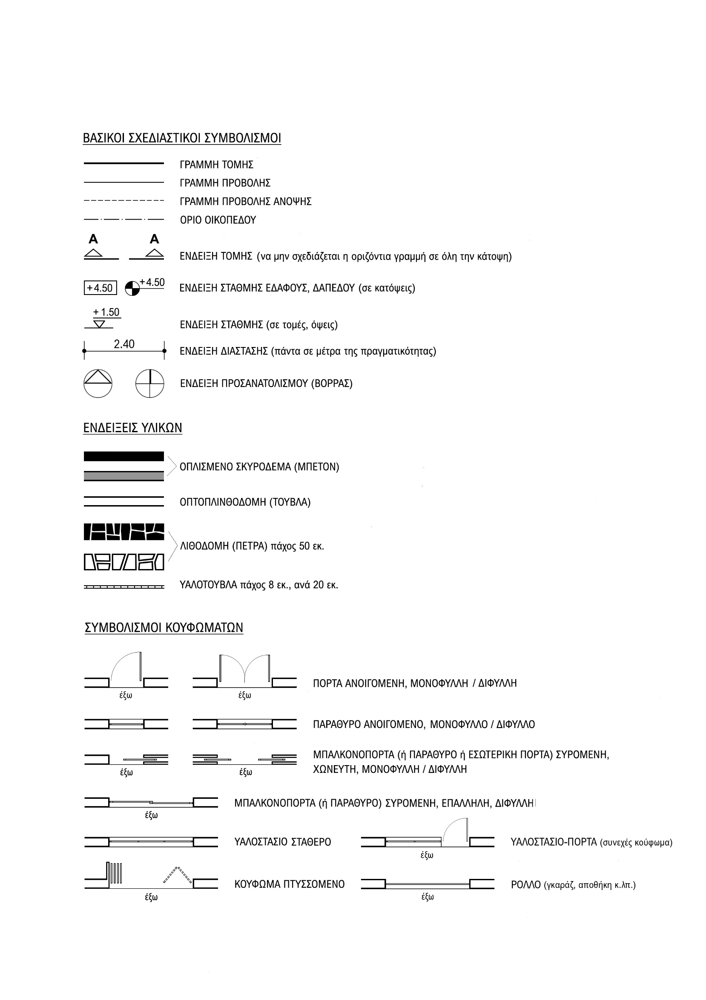 ΒΑΣΙΚΟΙ ΣΧΕΔΙΑΣΤΙΚΟΙ ΣΥΜΒΟΛΙΣΜΟΙ
ΓΡΑΜΜΗ ΤΟΜΗΣ
ΓΡΑΜΜΗ ΠΡΟΒΟΛΗΣ
ΓΡΑΜΜΗ ΠΡΟΒΟΛΗΣ ΑΝΟΨΗΣ
ΟΡΙΟ ΟΙΚΟΠΕΔΟΥ
Α Α
ΕΝΔΕΙΞΗ ΤΟΜΗΣ (να μην σχεδιάζεται η οριζόντια γραμμή σε όλη την κάτοψη)
+4.50 +4.50 ΕΝΔΕΙΞΗ ΣΤΑΘΜΗΣ ΕΔΑΦΟΥΣ, ΔΑΠΕΔΟΥ (σε κατόψεις)
+ 1.50
ΕΝΔΕΙΞΗ ΣΤΑΘΜΗΣ (σε τομές, όψεις)
2.40
ΕΝΔΕΙΞΗ ΔΙΑΣΤΑΣΗΣ (πάντα σε μέτρα της πραγματικότητας)
ΕΝΔΕΙΞΗ ΠΡΟΣΑΝΑΤΟΛΙΣΜΟΥ (ΒΟΡΡΑΣ)
ΕΝΔΕΙΞΕΙΣ ΥΛΙΚΩΝ
ΟΠΛΙΣΜΕΝΟ ΣΚΥΡΟΔΕΜΑ (ΜΠΕΤΟΝ)
ΟΠΤΟΠΛΙΝΘΟΔΟΜΗ (ΤΟΥΒΛΑ)
ΛΙΘΟΔΟΜΗ (ΠΕΤΡΑ) πάχος 50 εκ.
ΥΑΛΟΤΟΥΒΛΑ πάχος 8 εκ., ανά 20 εκ.
ΣΥΜΒΟΛΙΣΜΟΙ ΚΟΥΦΩΜΑΤΩΝ
ΠΟΡΤΑ ΑΝΟΙΓΟΜΕΝΗ, ΜΟΝΟΦΥΛΛΗ / ΔΙΦΥΛΛΗ
έξω έξω
ΠΑΡΑΘΥΡΟ ΑΝΟΙΓΟΜΕΝΟ, ΜΟΝΟΦΥΛΛΟ / ΔΙΦΥΛΛΟ
ΜΠΑΛΚΟΝΟΠΟΡΤΑ (ή ΠΑΡΑΘΥΡΟ ή ΕΣΩΤΕΡΙΚΗ ΠΟΡΤΑ) ΣΥΡΟΜΕΝΗ,
ΧΩΝΕΥΤΗ, ΜΟΝΟΦΥΛΛΗ / ΔΙΦΥΛΛΗ
έξω έξω
ΜΠΑΛΚΟΝΟΠΟΡΤΑ (ή ΠΑΡΑΘΥΡΟ) ΣΥΡΟΜΕΝΗ, ΕΠΑΛΛΗΛΗ, ΔΙΦΥΛΛΗ
έξω
ΥΑΛΟΣΤΑΣΙΟ ΣΤΑΘΕΡΟ
ΥΑΛΟΣΤΑΣΙΟ-ΠΟΡΤΑ (συνεχές κούφωμα)
έξω
ΚΟΥΦΩΜΑ ΠΤΥΣΣΟΜΕΝΟ
ΡΟΛΛΟ (γκαράζ, αποθήκη κ.λπ.)
έξω έξω